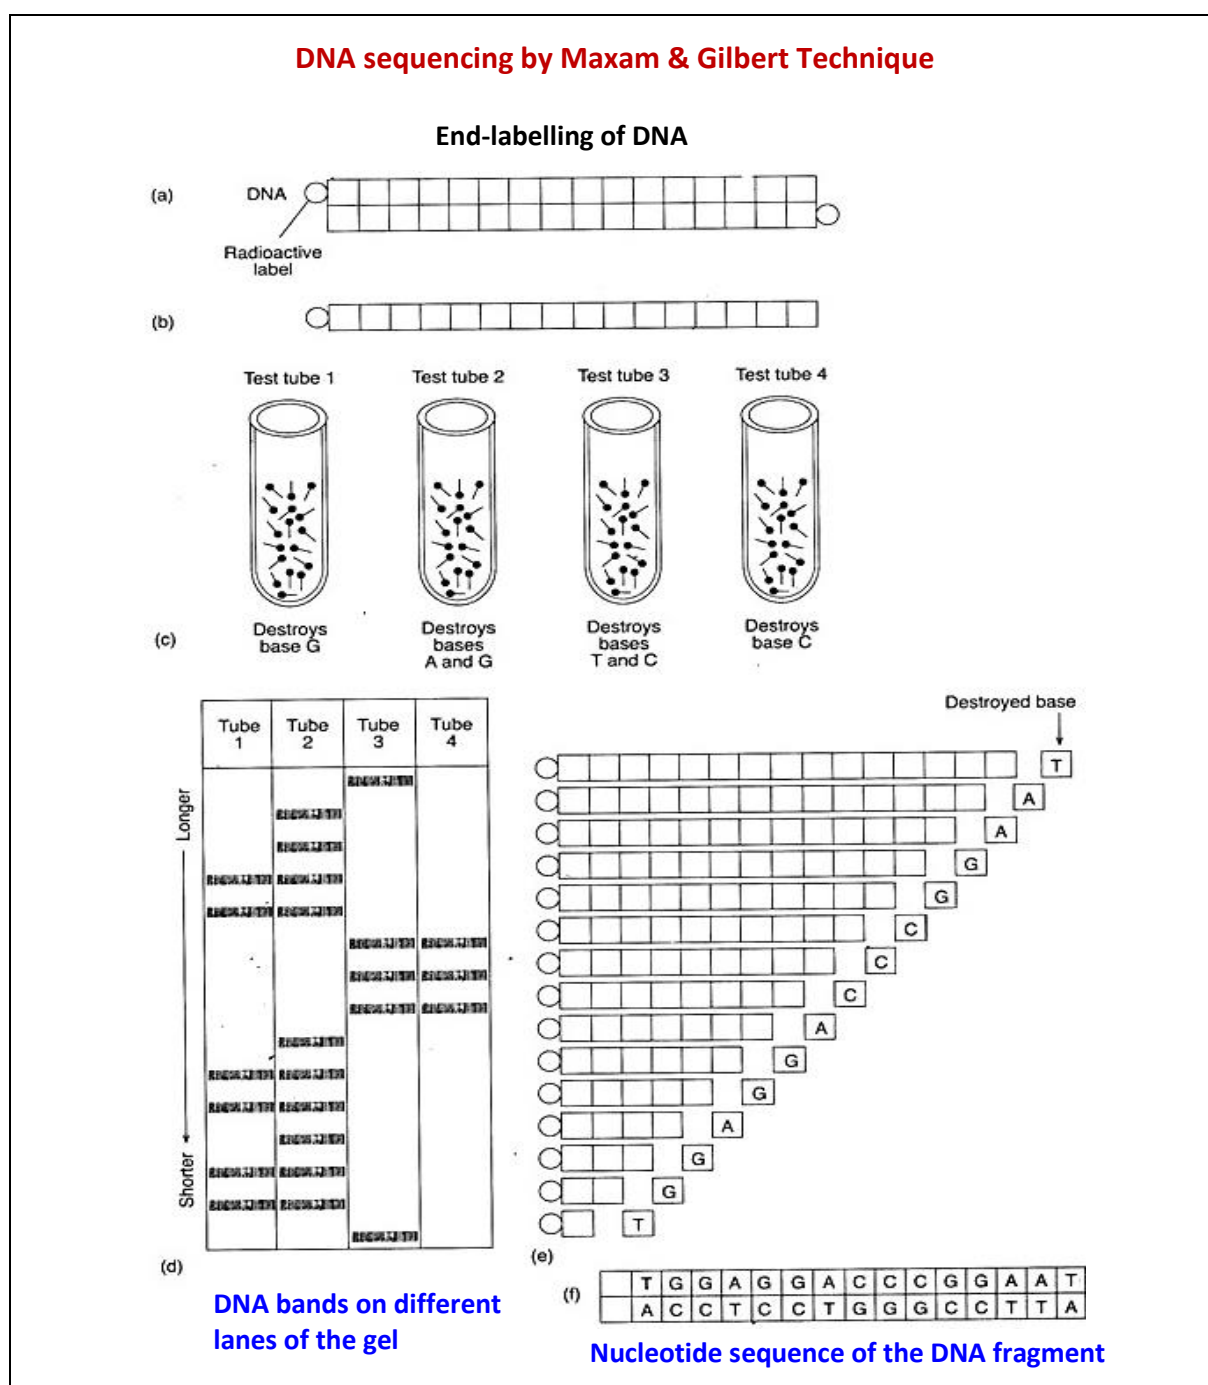 DNA sequencing by Maxam & Gilbert Technique
End-labelling of DNA
(a)
DNA
Radioactive
label
(b)
Test tube 1
Test tube 2
Test tube 3
Test tube 4
(c)
Destroys
base G
Destroys
bases
A and G
Destroys
bases
T and C
Destroys
base C
Tube
1
Tube
2
Tube
3
Tube
4
Longer
Shorter
(d)
DNA bands on different
lanes of the gel
Destroyed base
T
A
A
G
G
C
C
C
A
G
G
A
G
G
T
(e)
(f)
T G G A G G A C C C G G A A T
A C C T C C T G G G C C T T A
Nucleotide sequence of the DNA fragment